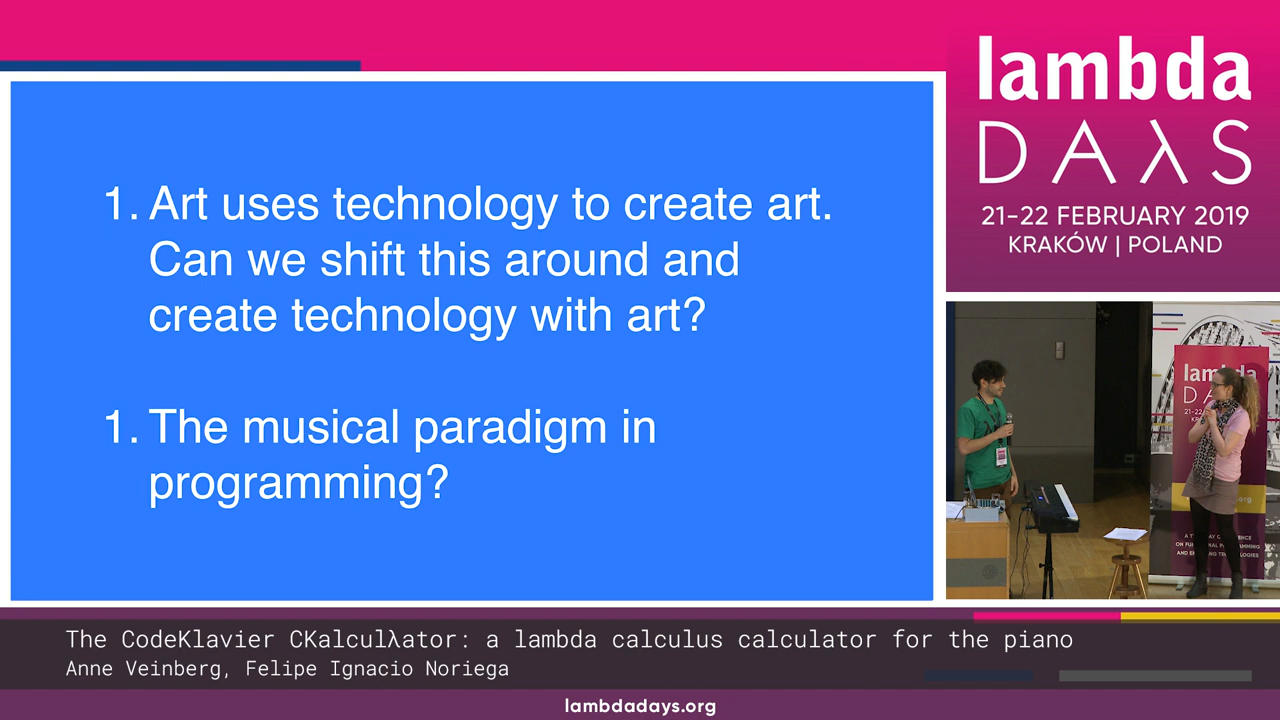 1. Art uses technology to create art.
Can we shift this around and
create technology with art?
1. The musical paradigm in
programming?
lambda
DAλS
21-22 FEBRUARY 2019
KRAKÓW | POLAND
lambda
The CodeKlavier CKalculλator: a lambda calculus calculator for the piano
Anne Veinberg, Felipe Ignacio Noriega
lambdadays.org